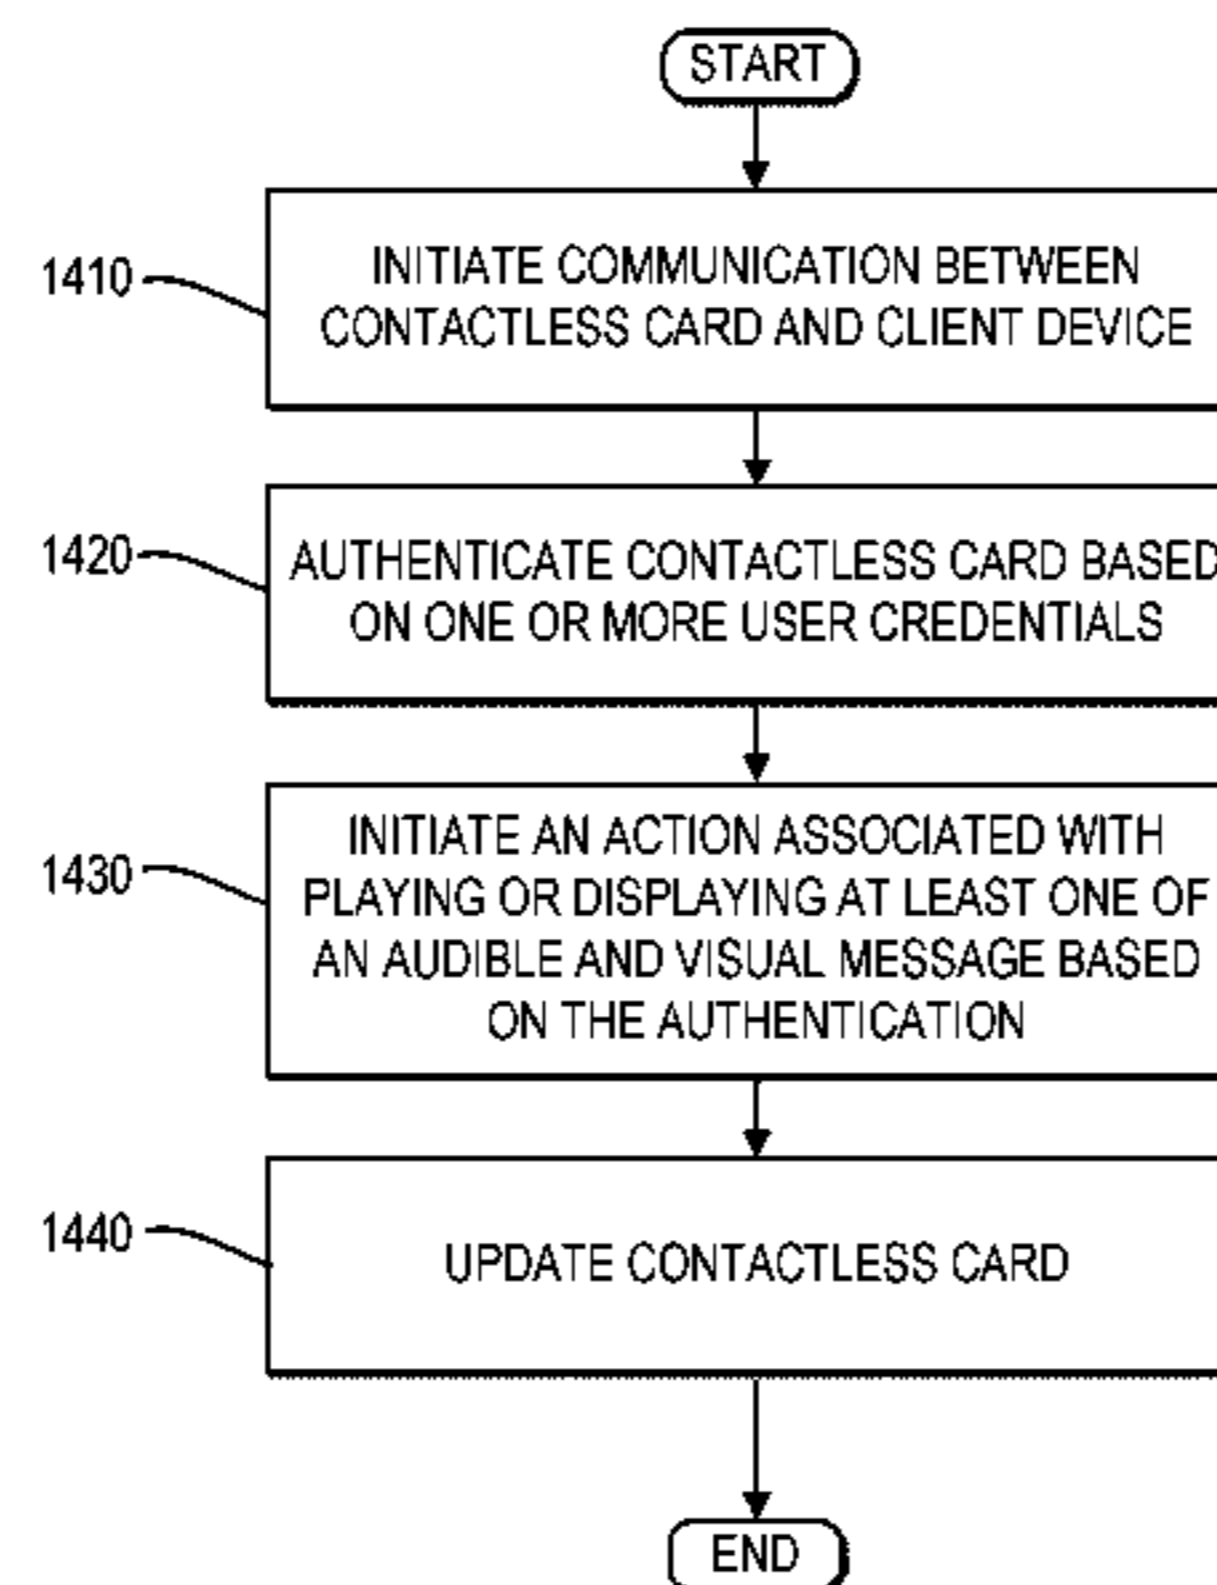 START
1410
INITIATE COMMUNICATION BETWEEN
CONTACTLESS CARD AND CLIENT DEVICE
1420
AUTHENTICATE CONTACTLESS CARD BASED
ON ONE OR MORE USER CREDENTIALS
1430
INITIATE AN ACTION ASSOCIATED WITH
PLAYING OR DISPLAYING AT LEAST ONE OF
AN AUDIBLE AND VISUAL MESSAGE BASED
ON THE AUTHENTICATION
1440
UPDATE CONTACTLESS CARD
END